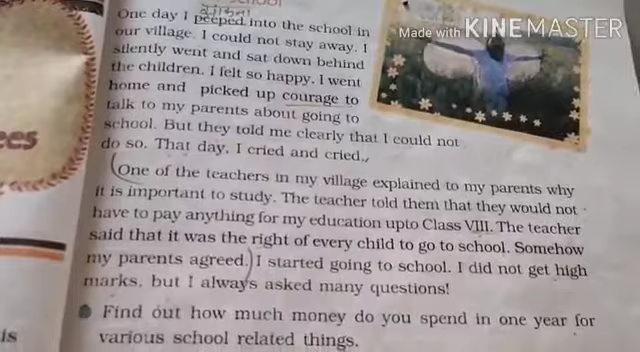 One day I peeped into the school in
our village. I could not stay away. I
silently went and sat down behind
the children. I felt so happy. I went
home and picked up courage to
talk to my parents about going to
school. But they told me clearly that I could not
do so. That day, I cried and cried.
One of the teachers in my village explained to my parents why
it is important to study. The teacher told them that they would not
have to pay anything for my education upto Class VIII. The teacher
said that it was the right of every child to go to school. Somehow
my parents agreed. I started going to school. I did not get high
marks, but I always asked many questions!
Find out how much money do you spend in one year for
various school related things.
ees
is
Made with KINEMASTER